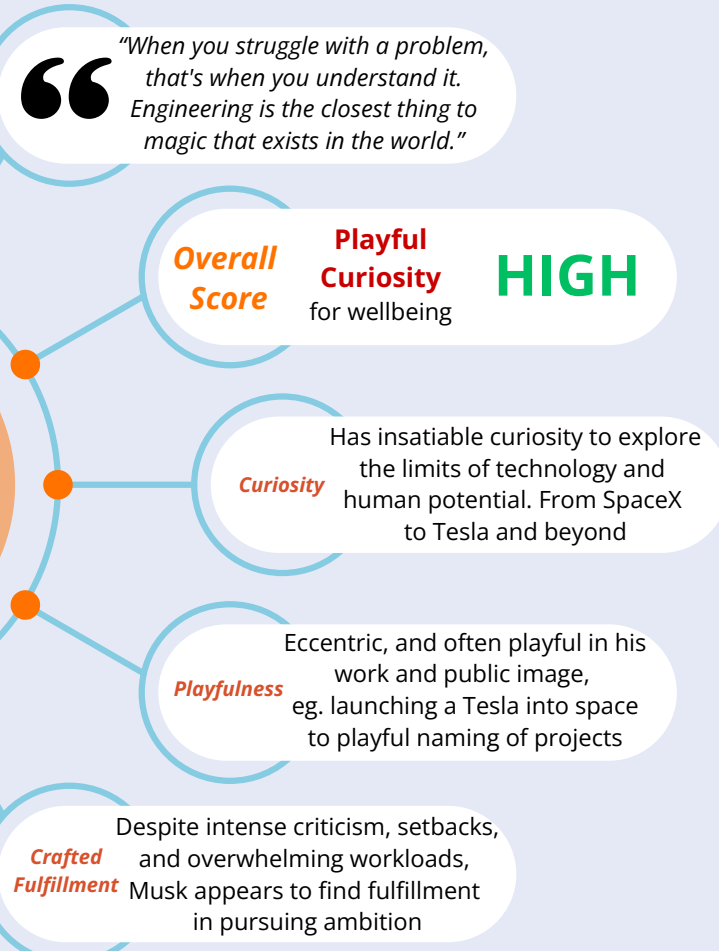 “When you struggle with a problem,
that's when you understand it.
Engineering is the closest thing to
magic that exists in the world.”
Overall
Score
Playful
Curiosity
for wellbeing
HIGH
Curiosity
Has insatiable curiosity to explore
the limits of technology and
human potential. From SpaceX
to Tesla and beyond
Playfulness
Eccentric, and often playful in his
work and public image,
eg. launching a Tesla into space
to playful naming of projects
Crafted
Fulfillment
Despite intense criticism, setbacks,
and overwhelming workloads,
Musk appears to find fulfillment
in pursuing ambition